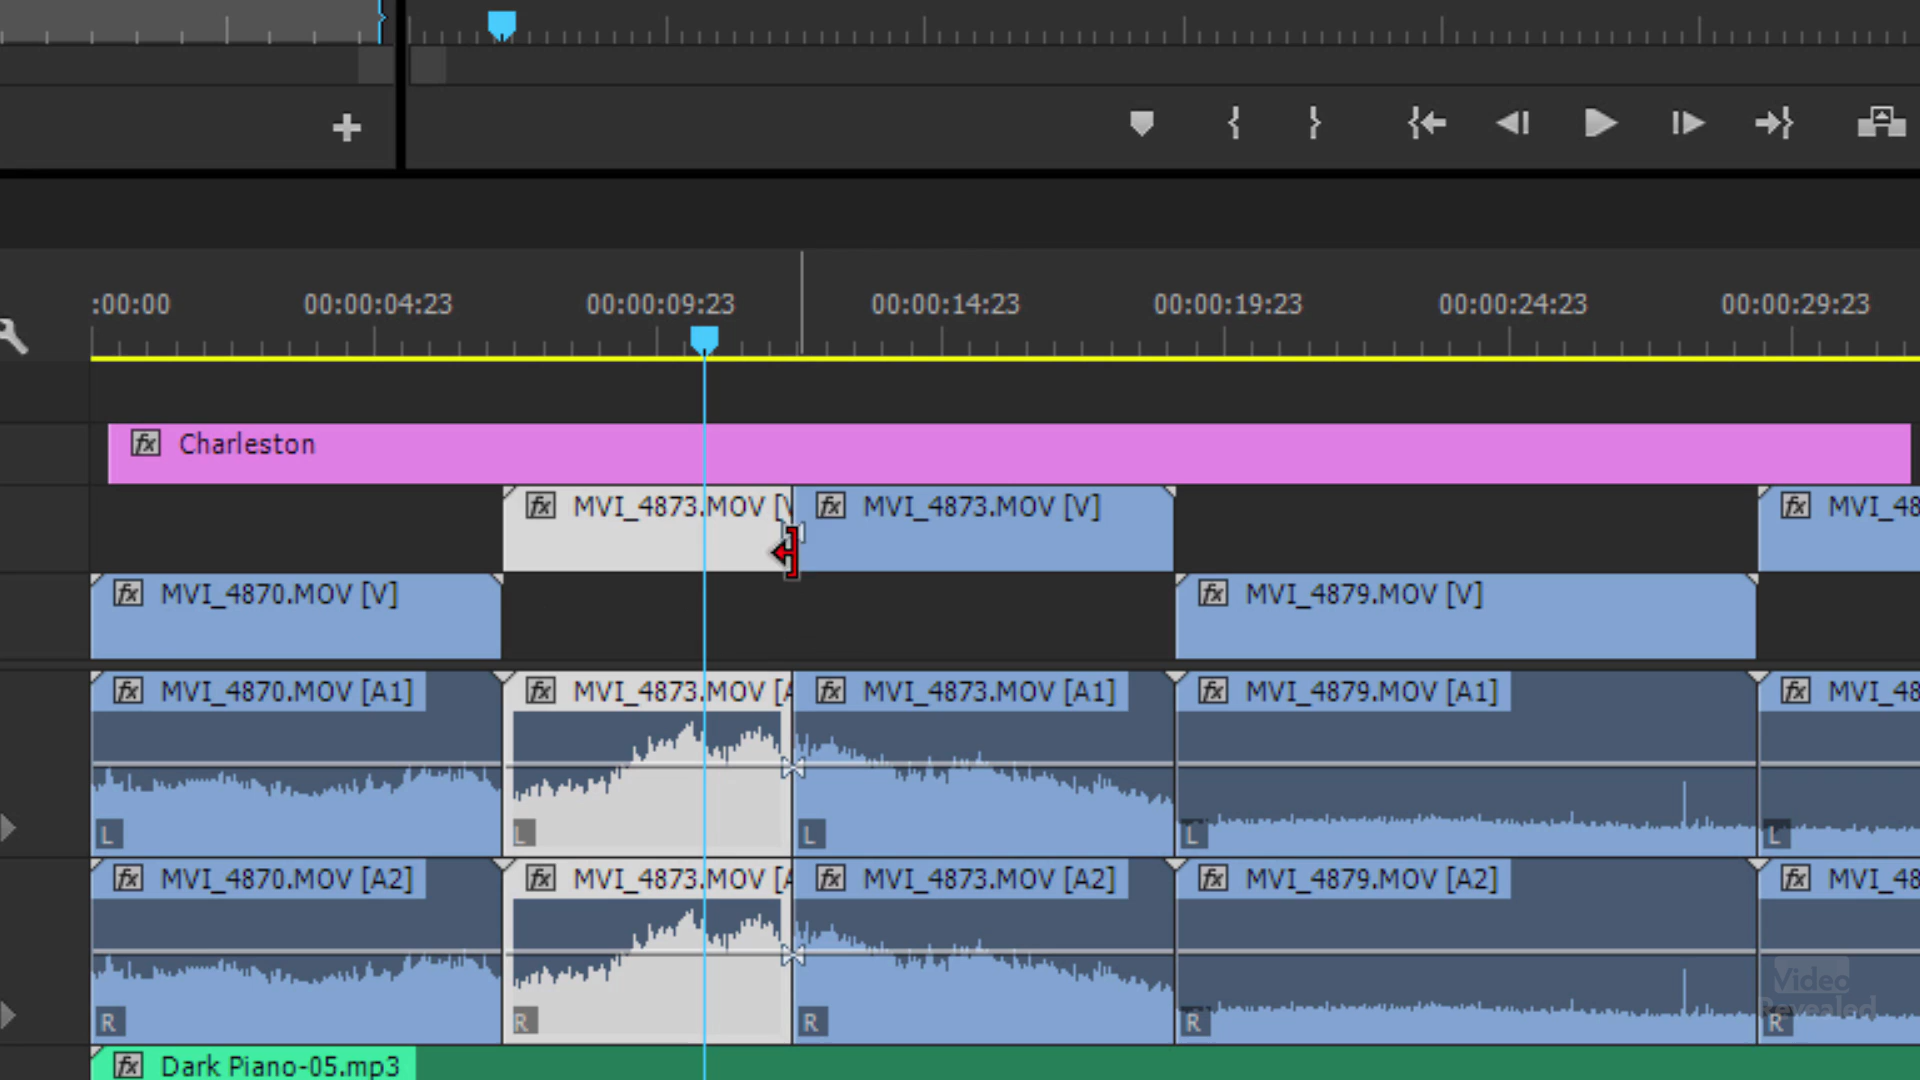 :00:00 00:00:04:23 00:00:09:23 00:00:14:23 00:00:19:23 00:00:24:23 00:00:29:23
fx Charleston
fx MVI_4873.MOV [V fx MVI_4873.MOV [V] fx MVI_48
fx MVI_4870.MOV [V] fx MVI_4879.MOV [V]
fx MVI_4870.MOV [A1] fx MVI_4873.MOV [A fx MVI_4873.MOV [A1] fx MVI_4879.MOV [A1] fx MVI_48
L L L L L
fx MVI_4870.MOV [A2] fx MVI_4873.MOV [A fx MVI_4873.MOV [A2] fx MVI_4879.MOV [A2] fx MVI_48
Video
Revealed
R R R R R
fx Dark Piano-05.mp3